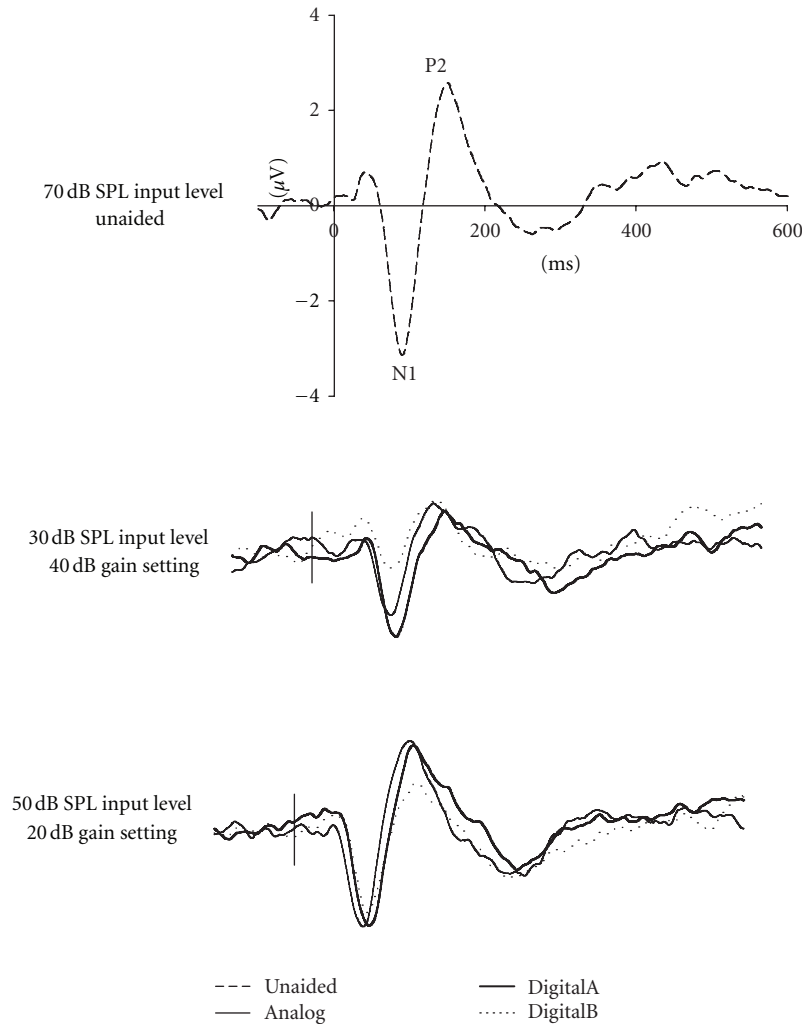 4
P2
2
(μV)
70 dB SPL input level
unaided
0
0
200
400
600
(ms)
−2
N1
−4
30 dB SPL input level
40 dB gain setting
50 dB SPL input level
20 dB gain setting
Unaided
Analog
DigitalA
DigitalB